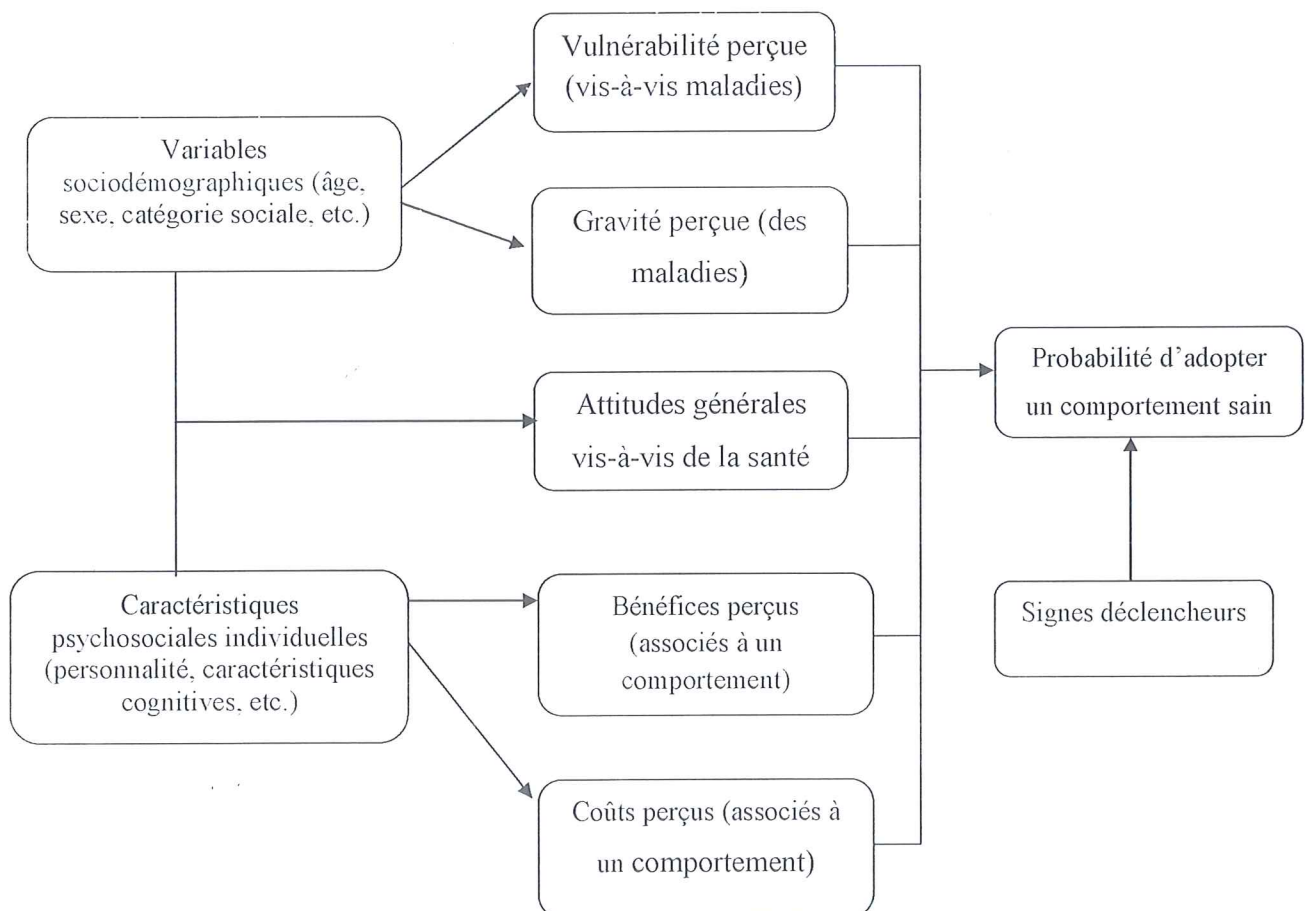 Vulnérabilité perçue
(vis-à-vis maladies)
Variables
sociodémographiques (âge,
sexe, catégorie sociale, etc.)
Gravité perçue (des
maladies)
Attitudes générales
vis-à-vis de la santé
Probabilité d'adopter
un comportement sain
Caractéristiques
psychosociales individuelles
(personnalité, caractéristiques
cognitives, etc.)
Bénéfices perçus
(associés à un
comportement)
Signes déclencheurs
Coûts perçus (associés à
un comportement)